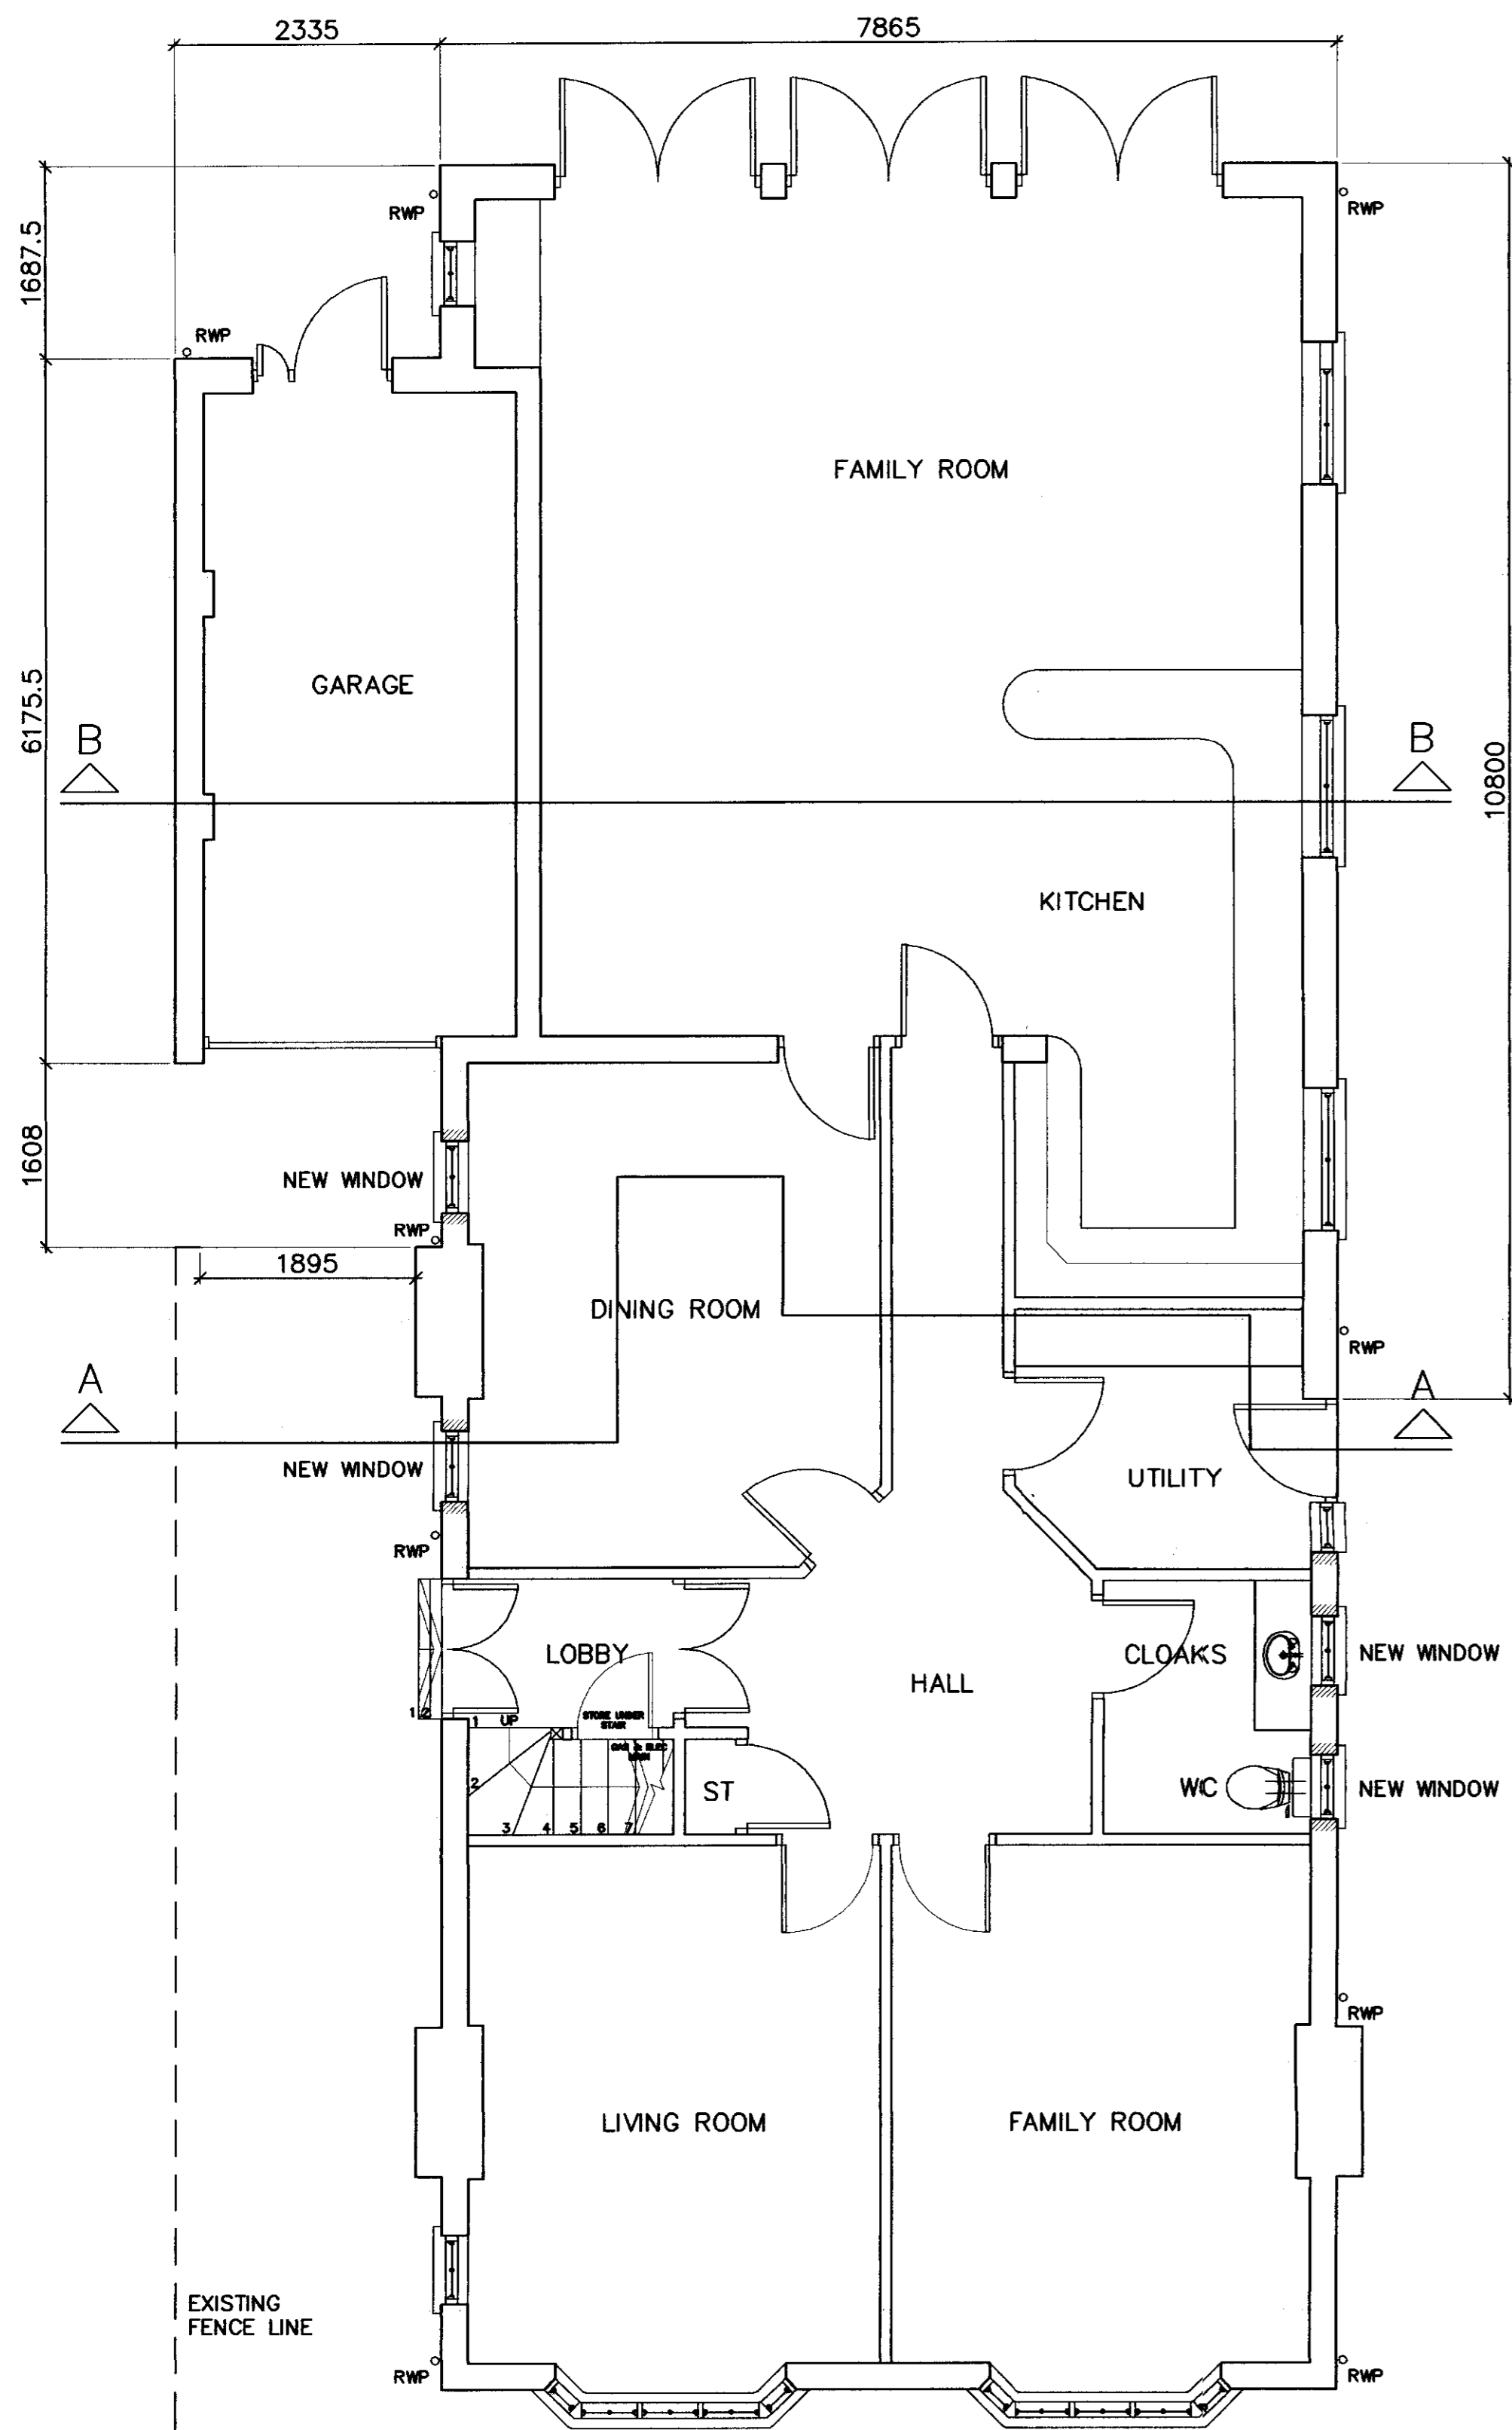 2335
7865
RWP
RWP
1687.5
RWP
FAMILY ROOM
GARAGE
6175.5
B
B
10800
KITCHEN
1608
NEW WINDOW
RWP
1895
DINING ROOM
RWP
A
A
NEW WINDOW
UTILITY
RWP
LOBBY
CLOAKS
NEW WINDOW
HALL
1 2
1
UP
STORE UNDER
STAIR
GAS & ELEC
MAIN
2
ST
WC
NEW WINDOW
3
4
5
6
7
RWP
LIVING ROOM
FAMILY ROOM
EXISTING
FENCE LINE
RWP
RWP